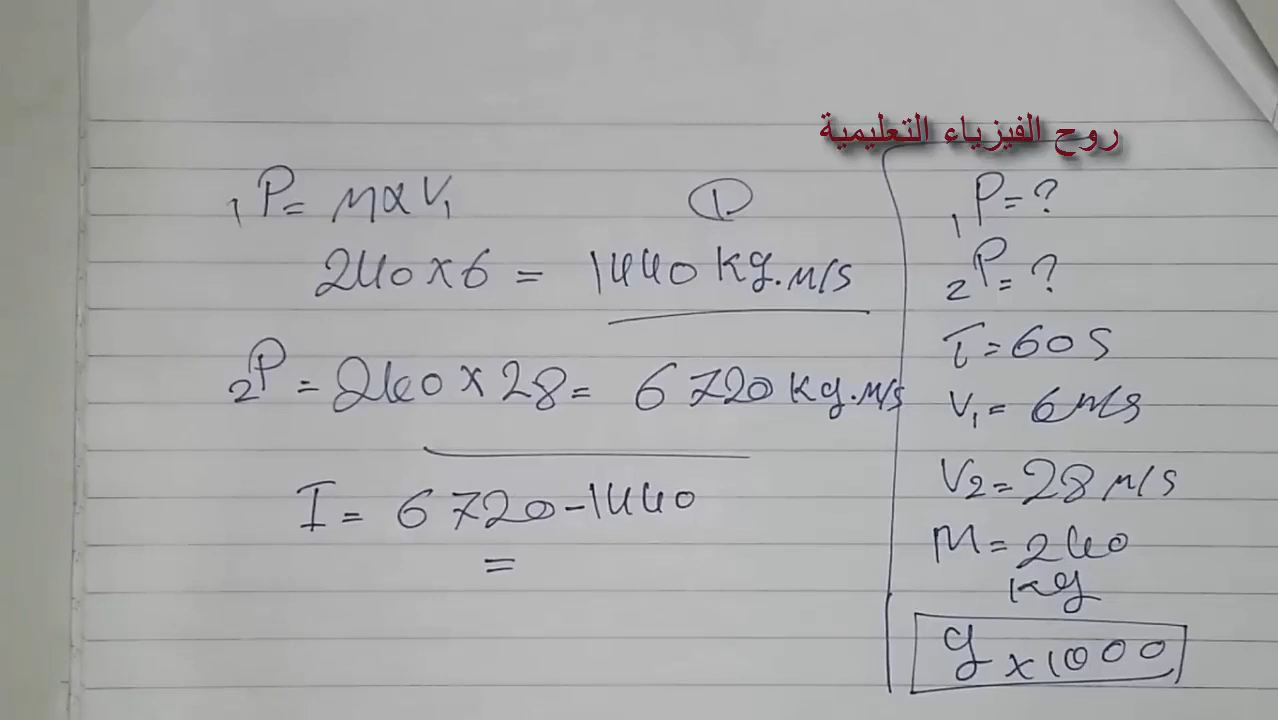 روح الفيزياء التعليمية
₁P = m × V₁
①
240 × 6 = 1440 kg.m/s
₂P = 240 × 28 = 6720 kg.m/s
I = 6720 - 1440
=
₁P = ?
₂P = ?
T = 60 S
V₁ = 6 m/s
V₂ = 28 m/s
M = 240
kg
g × 1000